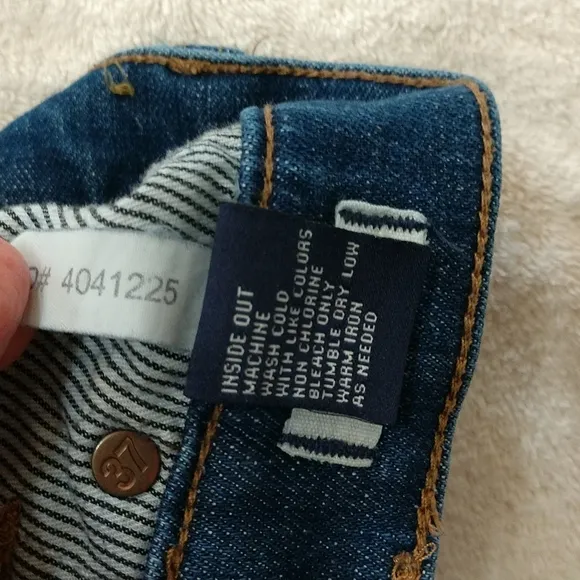 # 4041225
INSIDE OUT
MACHINE
WASH COLD
WITH LIKE COLORS
NON CHLORINE
BLEACH ONLY
TUMBLE DRY LOW
WARM IRON
AS NEEDED
37